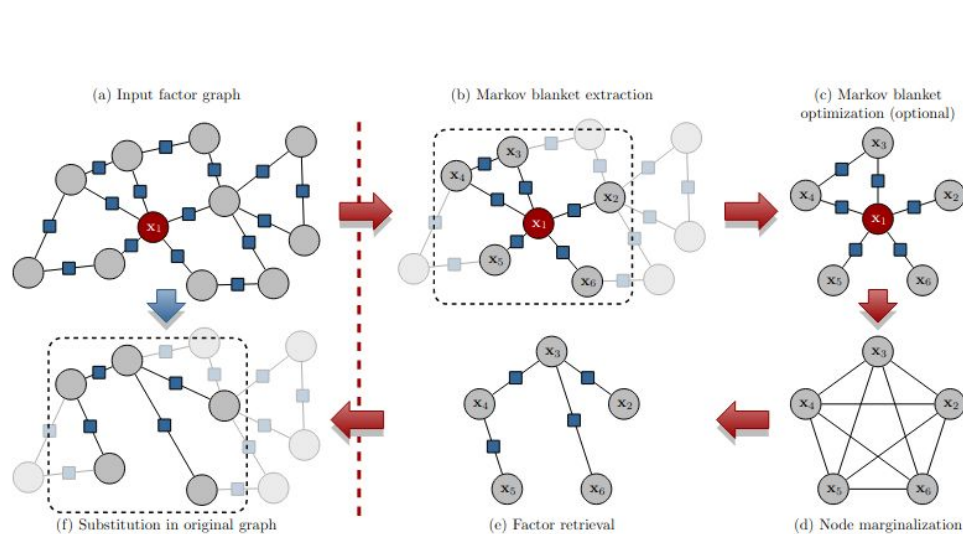 (a) Input factor graph
(b) Markov blanket extraction
(c) Markov blanket
optimization (optional)
x1
x3
x4
x2
x1
x5
x6
x3
x4
x2
x1
x5
x6
x3
x4
x2
x5
x6
x3
x4
x2
x5
x6
(f) Substitution in original graph
(e) Factor retrieval
(d) Node marginalization